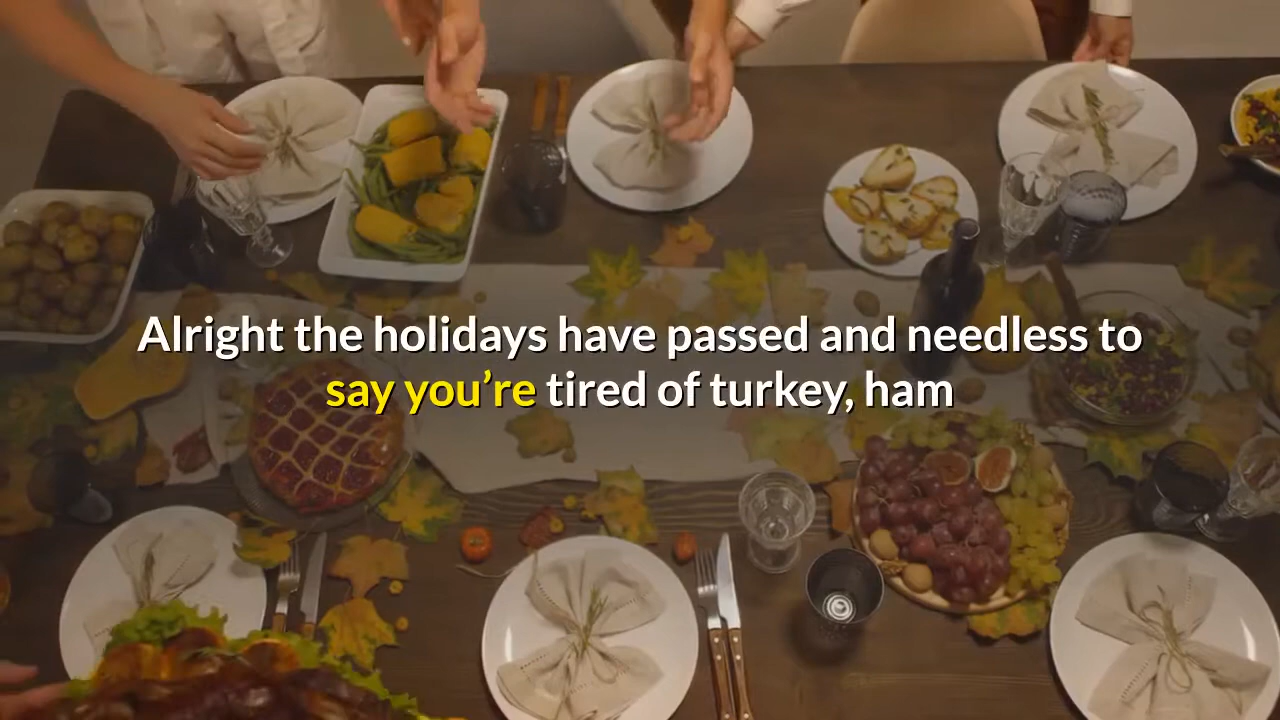 Alright the holidays have passed and needless to
say you’re tired of turkey, ham